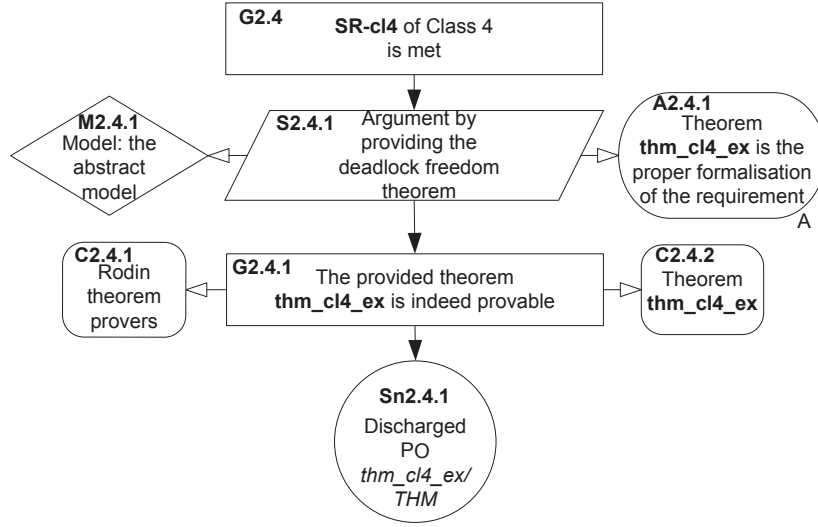 G2.4
SR-cl4 of Class 4
is met
M2.4.1
Model: the
abstract
model
S2.4.1
Argument by
providing the
deadlock freedom
theorem
A2.4.1
Theorem
thm_cl4_ex is the
proper formalisation
of the requirement
A
C2.4.1
Rodin
theorem
provers
G2.4.1
The provided theorem
thm_cl4_ex is indeed provable
C2.4.2
Theorem
thm_cl4_ex
Sn2.4.1
Discharged
PO
thm_cl4_ex/
THM